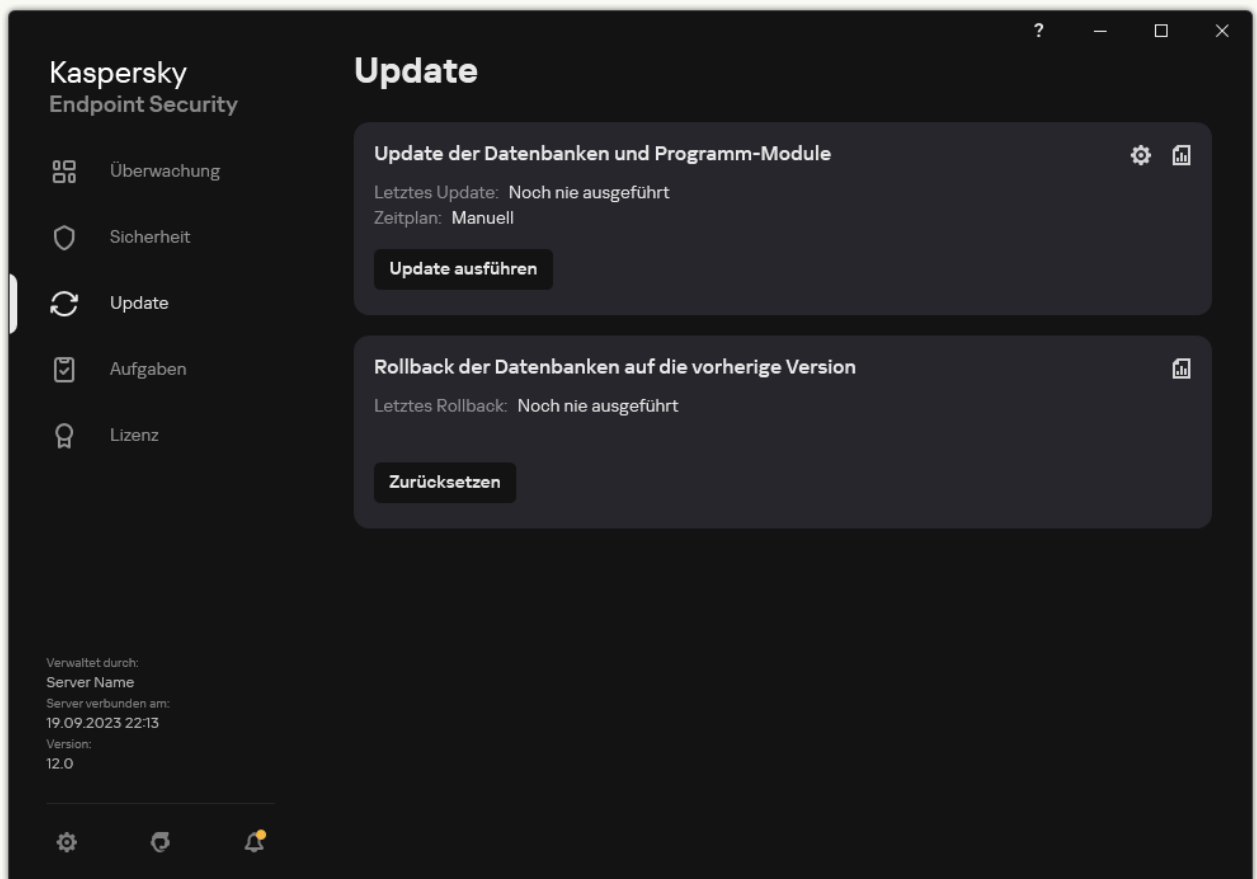 ?
Kaspersky
Endpoint Security
Überwachung
Sicherheit
Update
Aufgaben
Lizenz
Verwaltet durch:
Server Name
Server verbunden am:
19.09.2023 22:13
Version:
12.0
Update
Update der Datenbanken und Programm-Module
Letztes Update: Noch nie ausgeführt
Zeitplan: Manuell
Update ausführen
Rollback der Datenbanken auf die vorherige Version
Letztes Rollback: Noch nie ausgeführt
Zurücksetzen